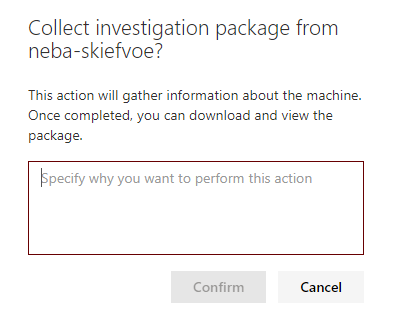 Collect investigation package from
neba-skiefvoe?
This action will gather information about the machine.
Once completed, you can download and view the
package.
Specify why you want to perform this action
Confirm Cancel